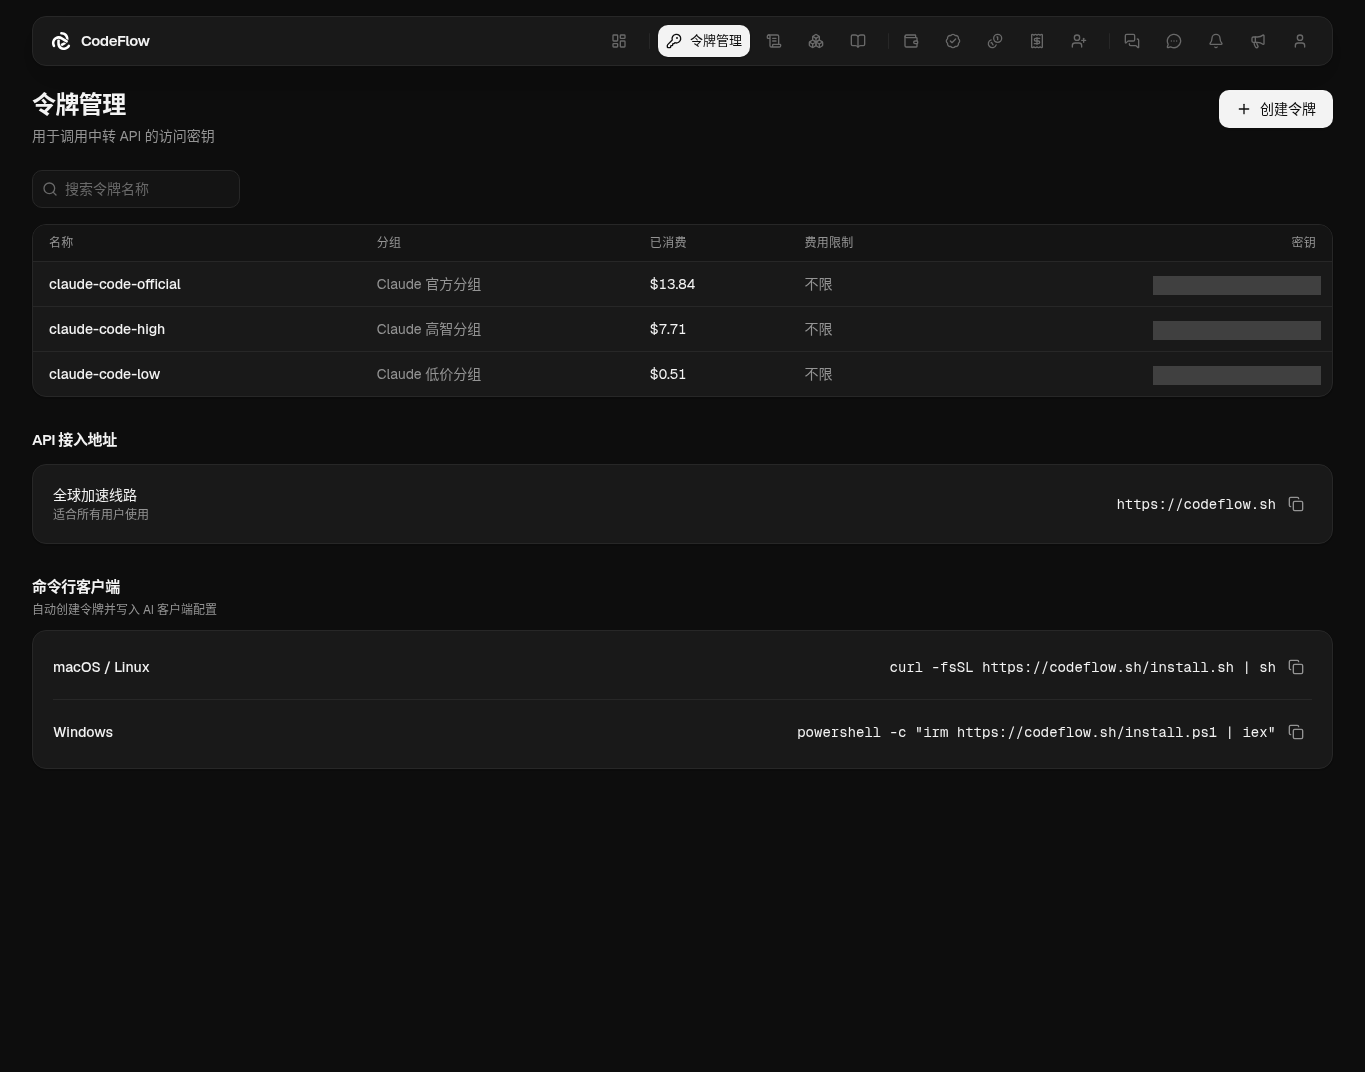 CodeFlow
令牌管理
令牌管理
创建令牌
用于调用中转 API 的访问密钥
搜索令牌名称
名称 分组 已消费 费用限制 密钥
claude-code-official Claude 官方分组 $13.84 不限
claude-code-high Claude 高智分组 $7.71 不限
claude-code-low Claude 低价分组 $0.51 不限
API 接入地址
全球加速线路
适合所有用户使用
https://codeflow.sh
命令行客户端
自动创建令牌并写入 AI 客户端配置
macOS / Linux curl -fsSL https://codeflow.sh/install.sh | sh
Windows powershell -c "irm https://codeflow.sh/install.ps1 | iex"